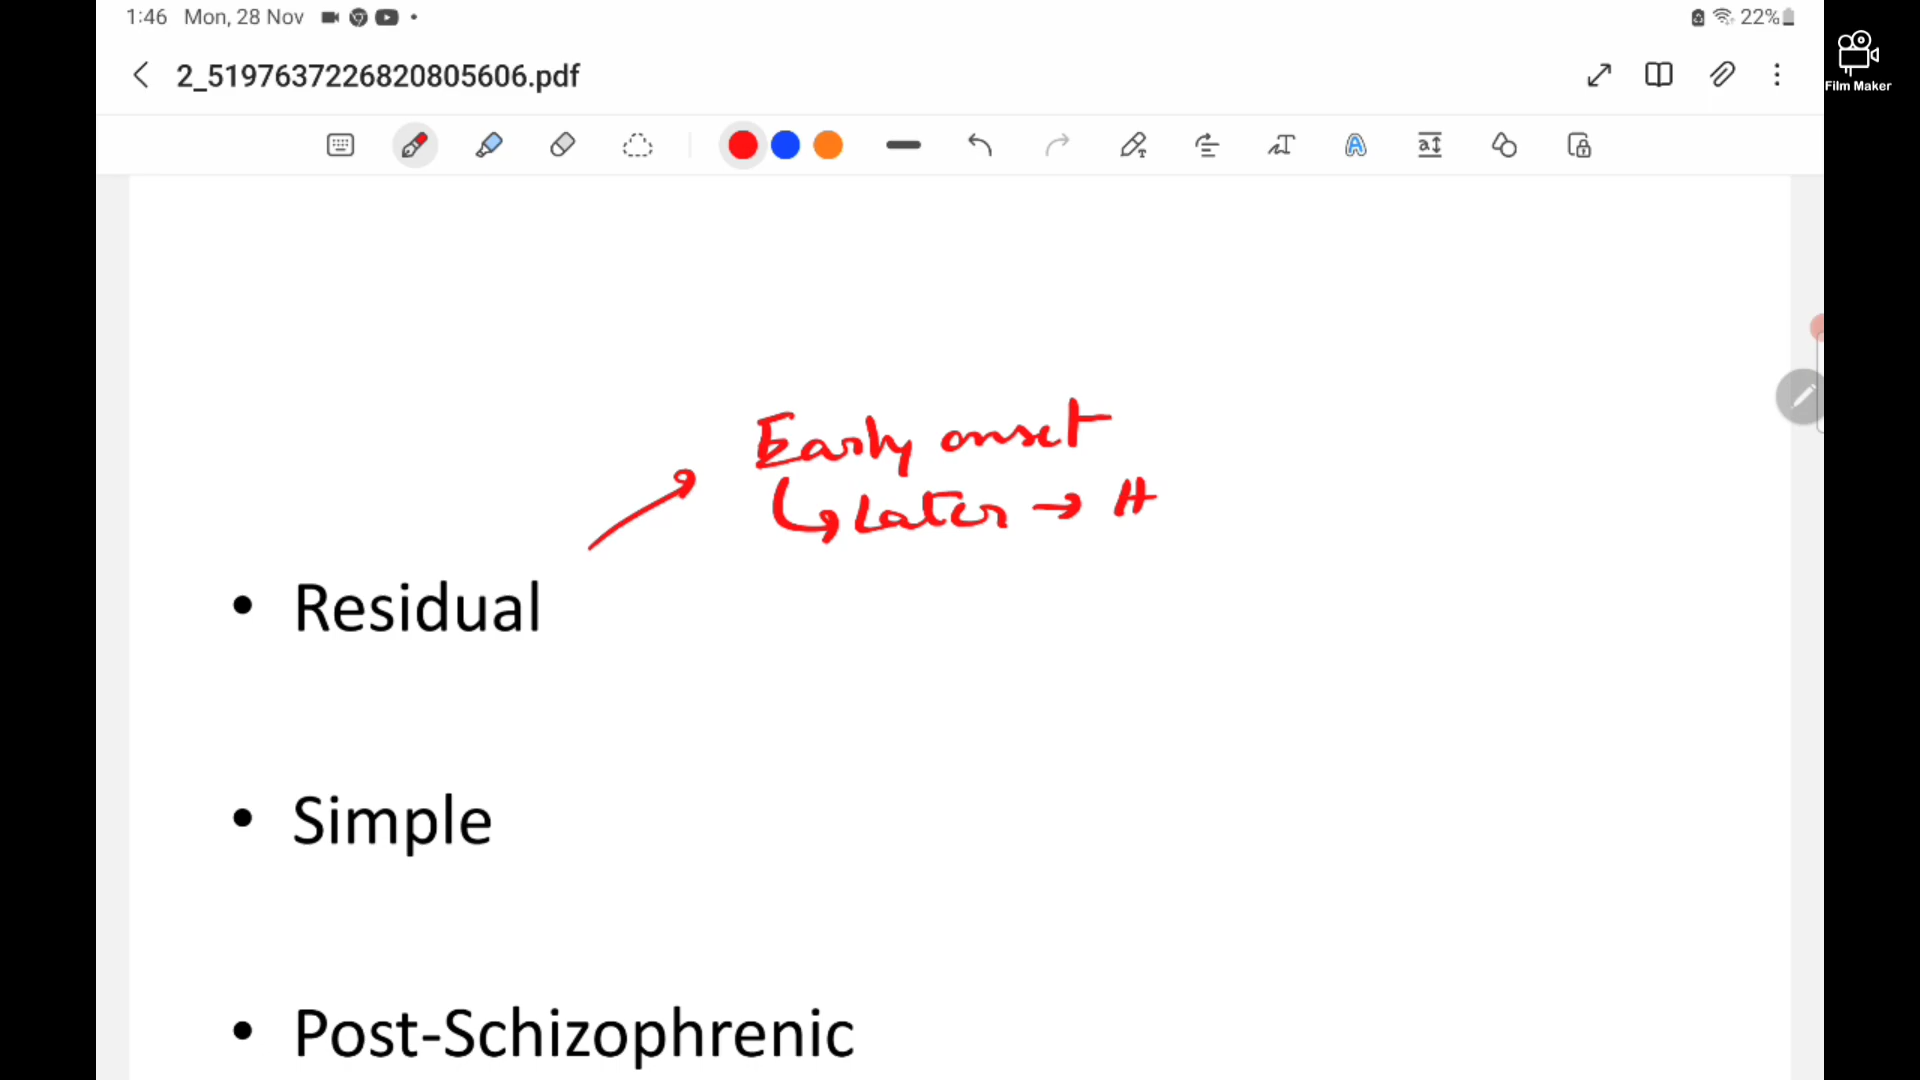 1:46 Mon, 28 Nov 22%
Film Maker
2_5197637226820805606.pdf
Early onset
Later → H
• Residual
• Simple
• Post-Schizophrenic